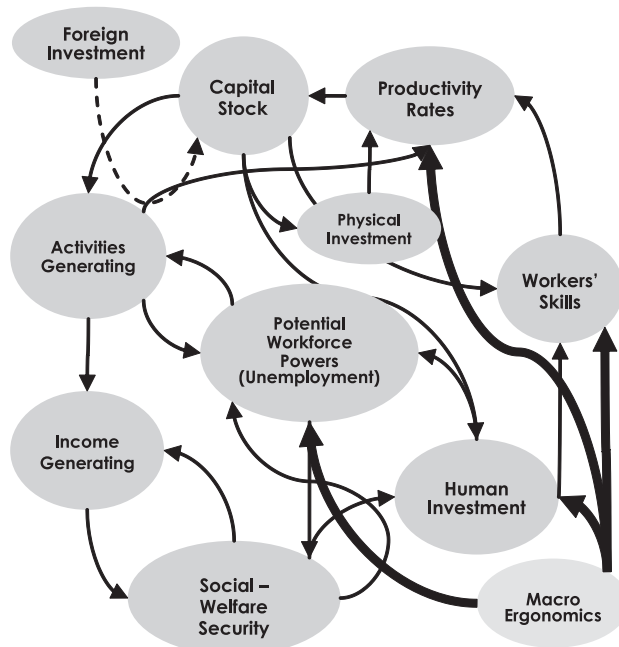 Foreign
Investment
Capital
Stock
Productivity
Rates
Physical
Investment
Activities
Generating
Workers'
Skills
Potential
Workforce
Powers
(Unemployment)
Income
Generating
Human
Investment
Social –
Welfare
Security
Macro
Ergonomics